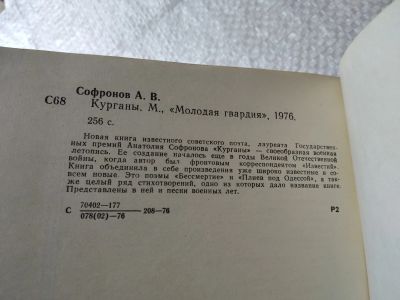 Софронов А. В.
С68 Курганы. М., «Молодая гвардия», 1976.
256 с.
Новая книга известного советского поэта, лауреата Государствен-
ных премий Анатолия Софронова «Курганы» — своеобразная военная
летопись. Ее создание началось еще в годы Великой Отечественной
войны, когда автор был фронтовым корреспондентом «Известий».
Книга объединила в себе произведения уже широко известные и со-
всем новые. Это поэмы «Бессмертие» и «Плиев под Одессой», а так-
же целый ряд стихотворений, одно из которых дало название книге.
Представлены в ней и песни военных лет.
С 70402—177
078(02)—76 208—76 Р2